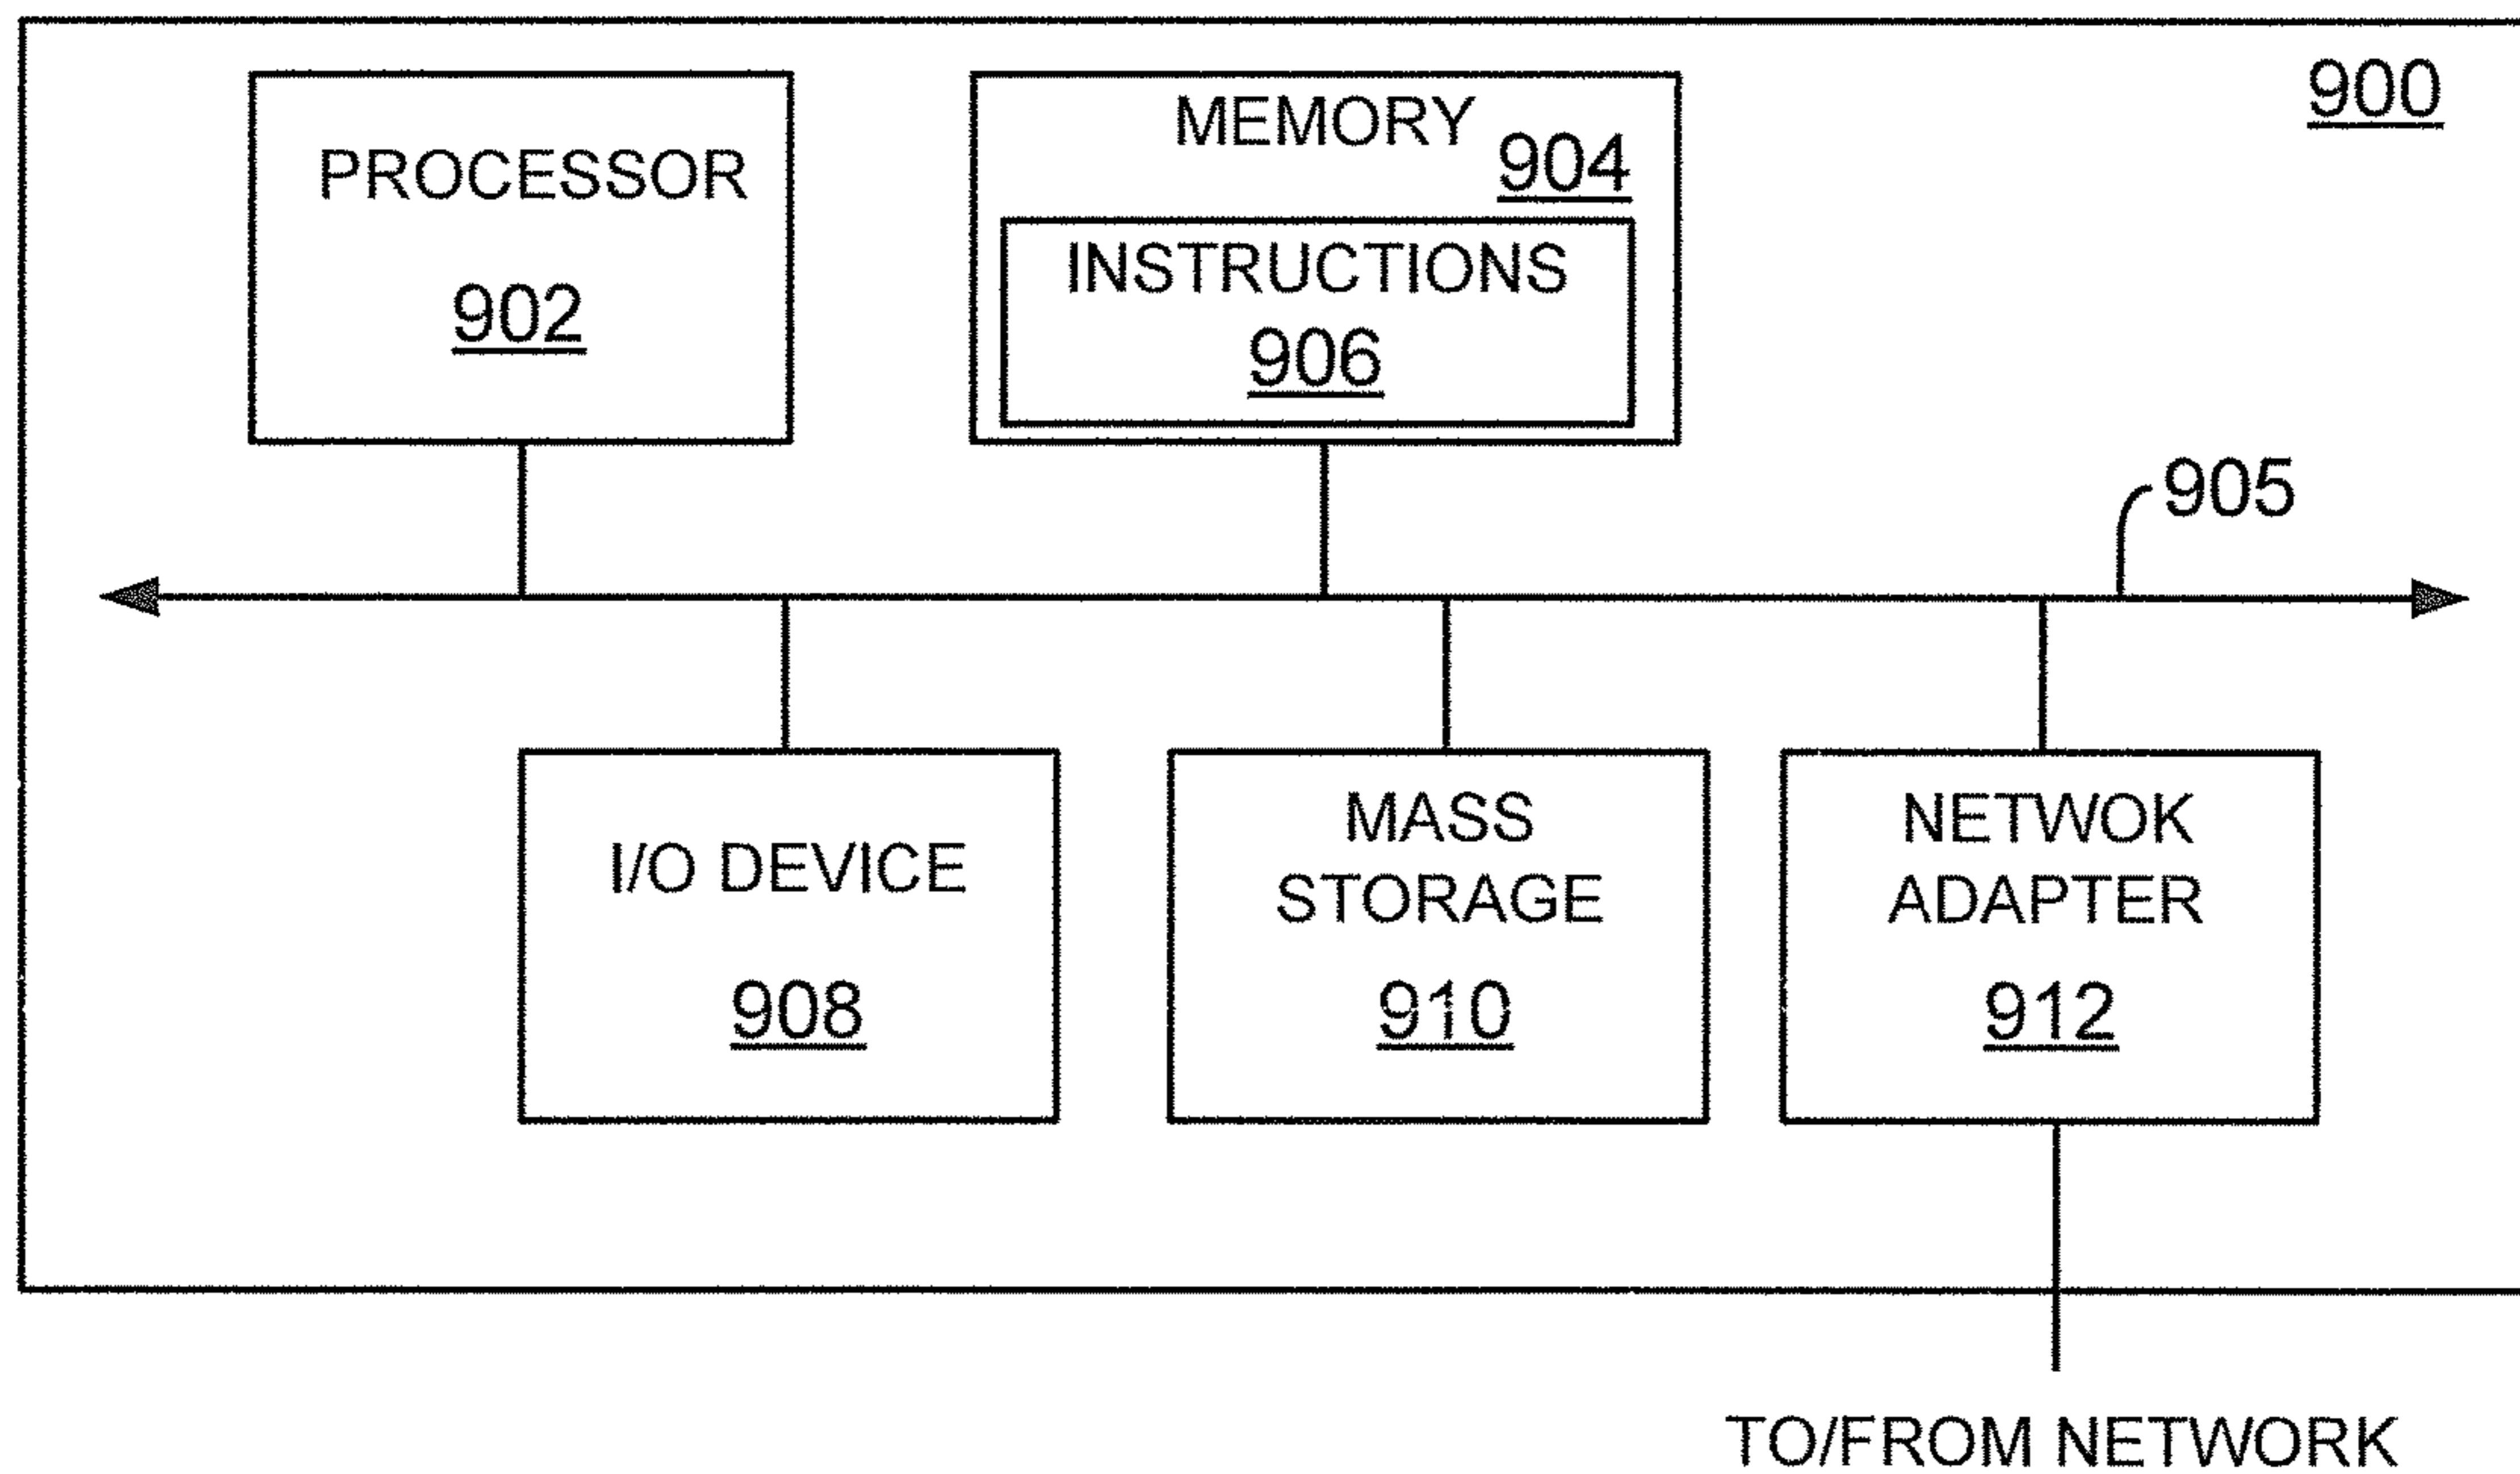 900
PROCESSOR
902
MEMORY
904
INSTRUCTIONS
906
905
I/O DEVICE
908
MASS
STORAGE
910
NETWOK
ADAPTER
912
TO/FROM NETWORK